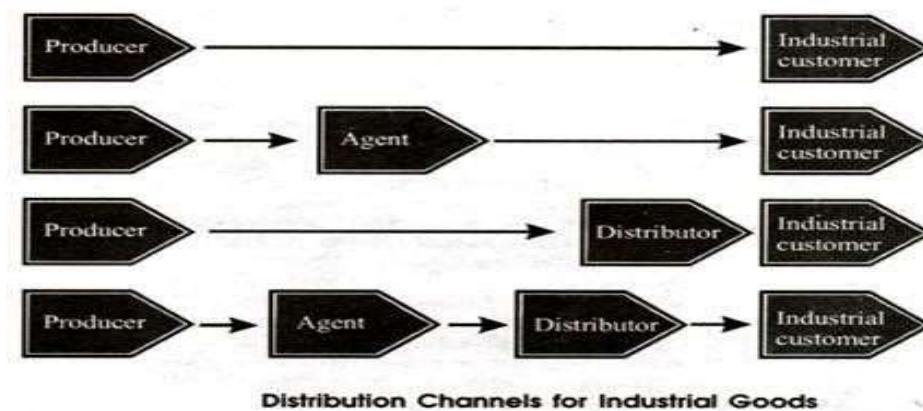 Producer
Industrial
customer
Producer
Agent
Industrial
customer
Producer
Distributor
Industrial
customer
Producer
Agent
Distributor
Industrial
customer
Distribution Channels for Industrial Goods